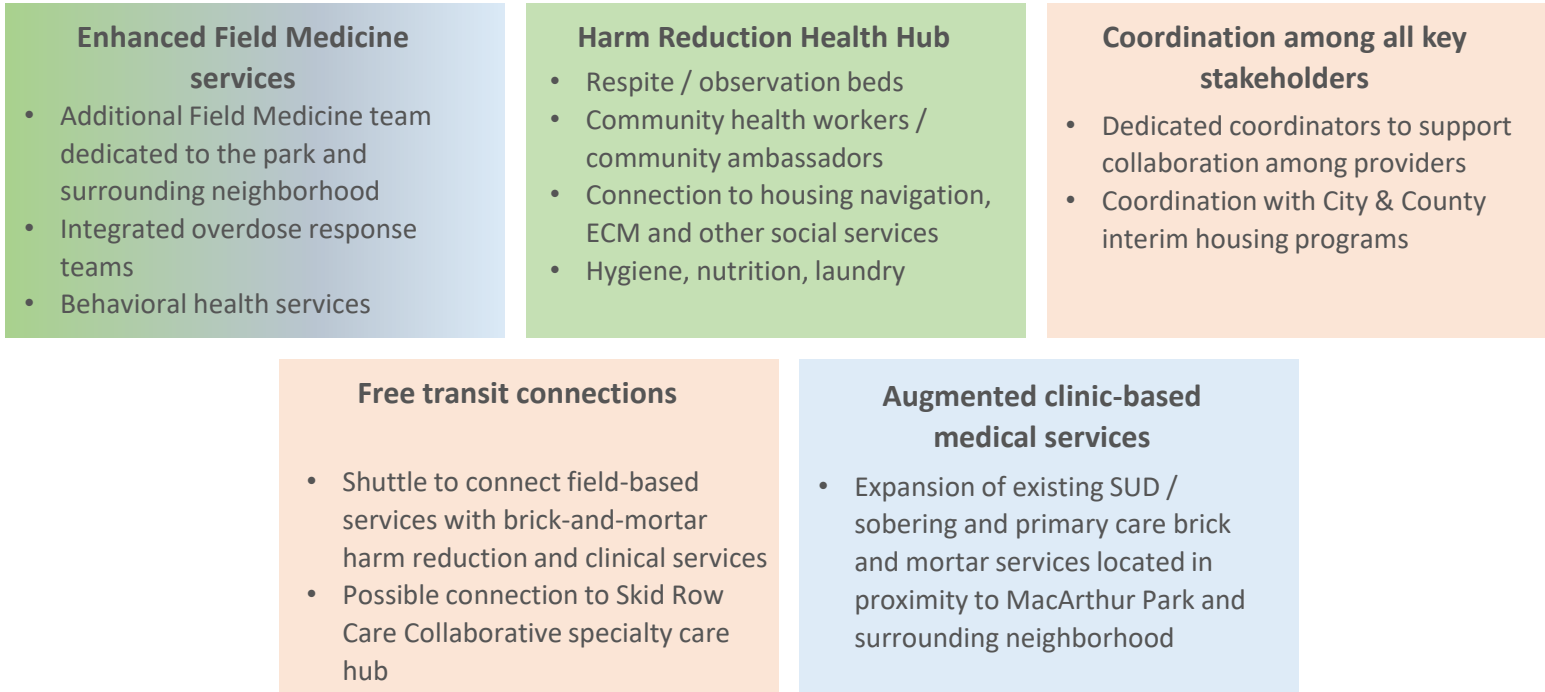 Enhanced Field Medicine
services
• Additional Field Medicine team
dedicated to the park and
surrounding neighborhood
• Integrated overdose response
teams
• Behavioral health services
Harm Reduction Health Hub
• Respite / observation beds
• Community health workers /
community ambassadors
• Connection to housing navigation,
ECM and other social services
• Hygiene, nutrition, laundry
Coordination among all key
stakeholders
• Dedicated coordinators to support
collaboration among providers
• Coordination with City & County
interim housing programs
Free transit connections
• Shuttle to connect field-based
services with brick-and-mortar
harm reduction and clinical services
• Possible connection to Skid Row
Care Collaborative specialty care
hub
Augmented clinic-based
medical services
• Expansion of existing SUD /
sobering and primary care brick
and mortar services located in
proximity to MacArthur Park and
surrounding neighborhood